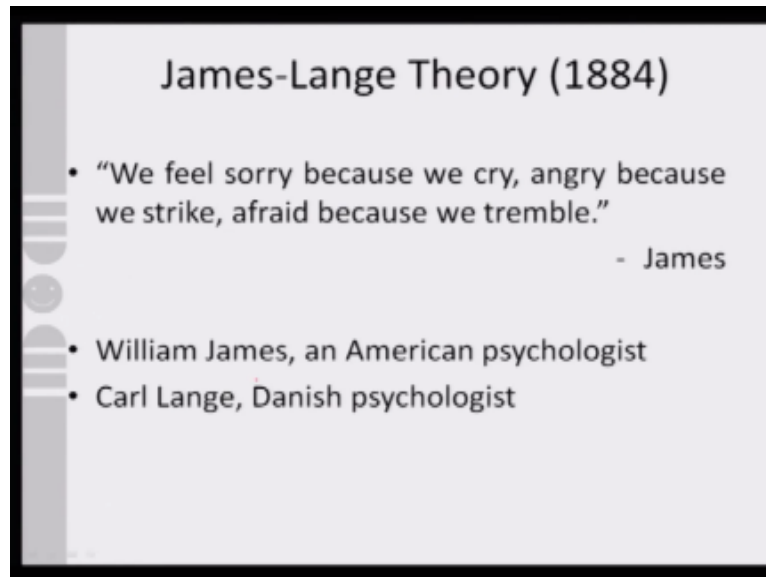 James-Lange Theory (1884)
• “We feel sorry because we cry, angry because
we strike, afraid because we tremble.”
- James
• William James, an American psychologist
• Carl Lange, Danish psychologist